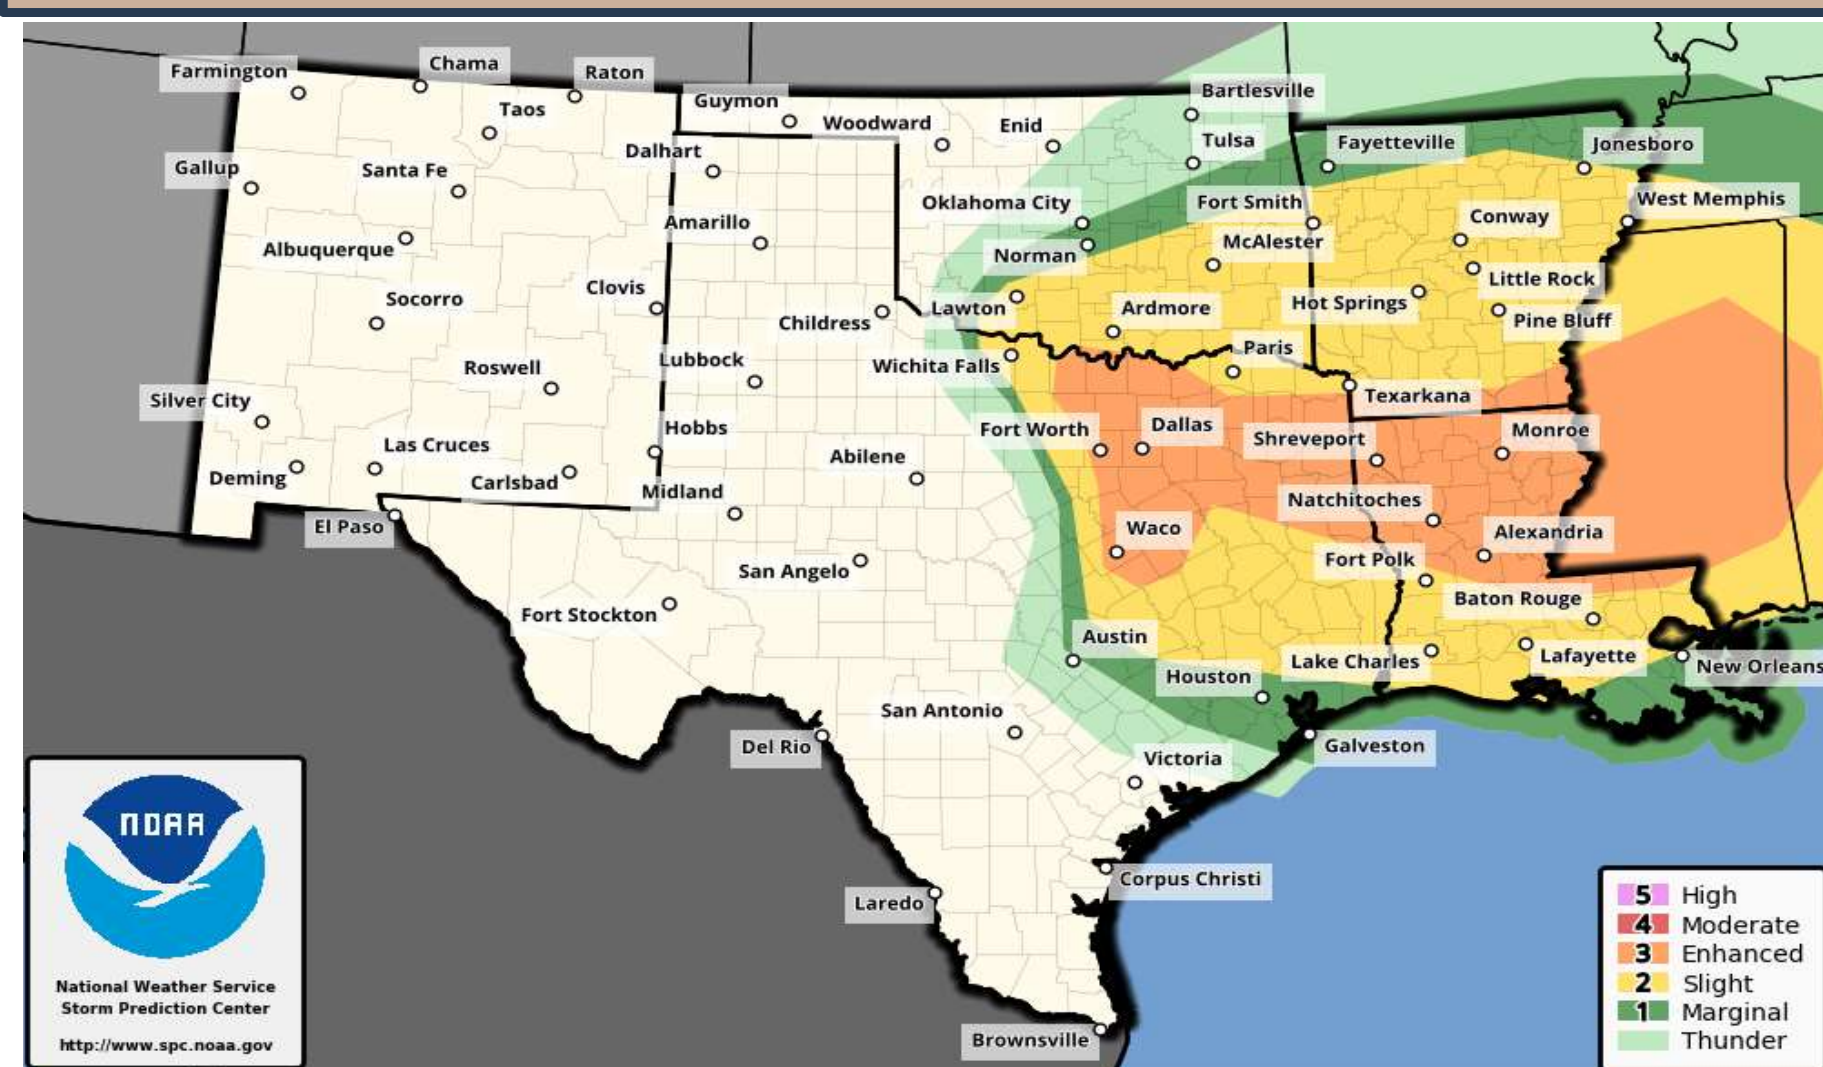 Farmington
Chama
Raton
Taos
Guymon
Woodward
Enid
Bartlesville
Tulsa
Fayetteville
Jonesboro
Gallup
Santa Fe
Dalhart
Oklahoma City
Fort Smith
West Memphis
Amarillo
Conway
Albuquerque
Norman
McAlester
Little Rock
Clovis
Socorro
Childress
Lawton
Ardmore
Hot Springs
Pine Bluff
Roswell
Lubbock
Wichita Falls
Paris
Silver City
Texarkana
Las Cruces
Hobbs
Fort Worth
Dallas
Shreveport
Monroe
Abilene
Deming
Carlsbad
Midland
Natchitoches
El Paso
Waco
Alexandria
San Angelo
Fort Polk
Fort Stockton
Baton Rouge
Austin
Lake Charles
Lafayette
New Orleans
Houston
San Antonio
Del Rio
Galveston
Victoria
Corpus Christi
Laredo
Brownsville
NOAA
National Weather Service
Storm Prediction Center
http://www.spc.noaa.gov
5 High
4 Moderate
3 Enhanced
2 Slight
1 Marginal
Thunder